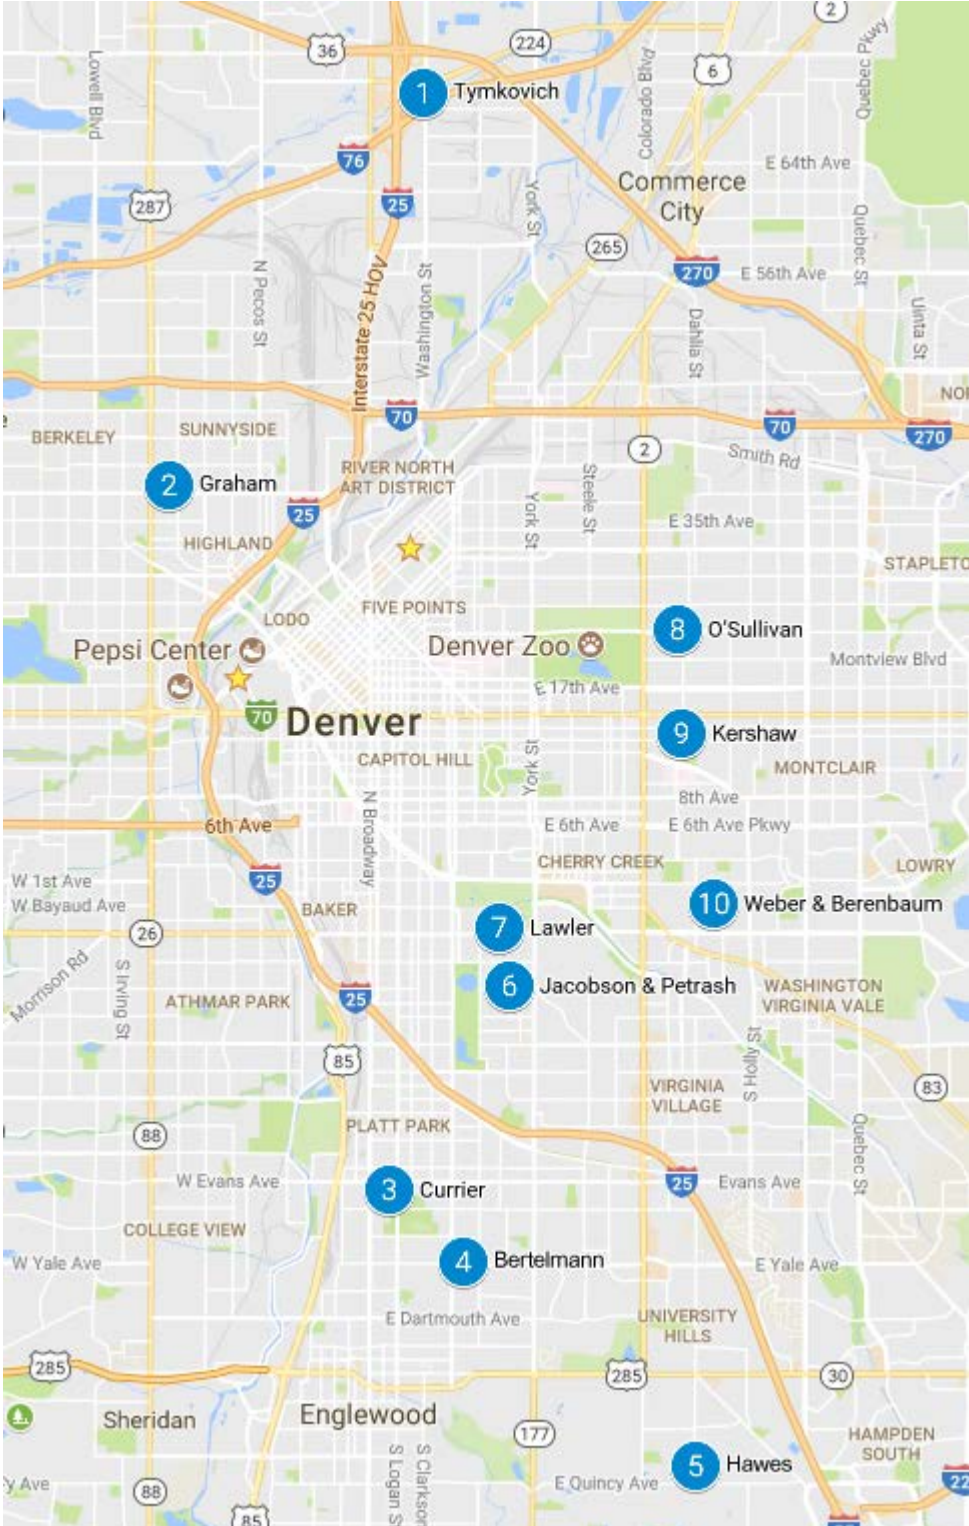 2
36
224
Lowell Blvd
6
Colorado Blvd
Quebec Pkwy
1 Tymkovich
76
E 64th Ave
Commerce
City
287
25
York St
265
Quebec St
270
E 56th Ave
N Pecos St
Interstate 25 HOV
Washington St
Dahlia St
Uinta St
70
NO
BERKELEY
SUNNYSIDE
70
270
2
Smith Rd
RIVER NORTH
ART DISTRICT
2 Graham
Steele St
25
York St
E 35th Ave
HIGHLAND
STAPLETO
FIVE POINTS
LODO
8 O'Sullivan
Pepsi Center
Denver Zoo
Montview Blvd
E 17th Ave
70
Denver
9 Kershaw
CAPITOL HILL
York St
MONTCLAIR
N Broadway
8th Ave
6th Ave
E 6th Ave
E 6th Ave Pkwy
CHERRY CREEK
LOWRY
W 1st Ave
25
W Bayaud Ave
BAKER
10 Weber & Berenbaum
7 Lawler
26
Morrison Rd
S Irving St
ATHMAR PARK
25
6 Jacobson & Petrash
WASHINGTON
VIRGINIA VALE
S Holly St
85
83
VIRGINIA
VILLAGE
PLATT PARK
88
Quebec St
W Evans Ave
3 Currier
25
Evans Ave
COLLEGE VIEW
W Yale Ave
4 Bertelmann
E Yale Ave
E Dartmouth Ave
UNIVERSITY
HILLS
285
285
30
Sheridan
Englewood
177
HAMPDEN
SOUTH
S Logan S
S Clarkson
5 Hawes
y Ave
E Quincy Ave
22
88
85